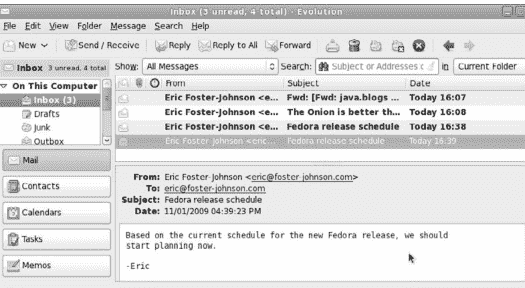 Inbox (3 unread, 4 total) - Evolution
File Edit View Folder Message Search Help
New Send / Receive Reply Reply to All Forward
Inbox 3 unread, 4 total Show: All Messages Search: Subject or Addresses c in Current Folder
On This Computer From Subject Date
Inbox (3) Eric Foster-Johnson <e... Fwd: [Fwd: java.blogs ... Today 16:07
Drafts Eric Foster-Johnson <e... The Onion is better th... Today 16:08
Junk Eric Foster-Johnson <e... Fedora release schedule Today 16:38
Outbox Eric Foster-Johnson <eric... Fedora release schedule Today 16:39
Mail
Contacts
Calendars
Tasks
Memos
From: Eric Foster-Johnson <eric@foster-johnson.com>
To: eric@foster-johnson.com
Subject: Fedora release schedule
Date: 11/01/2009 04:39:23 PM
Based on the current schedule for the new Fedora release, we should
start planning now.
-Eric